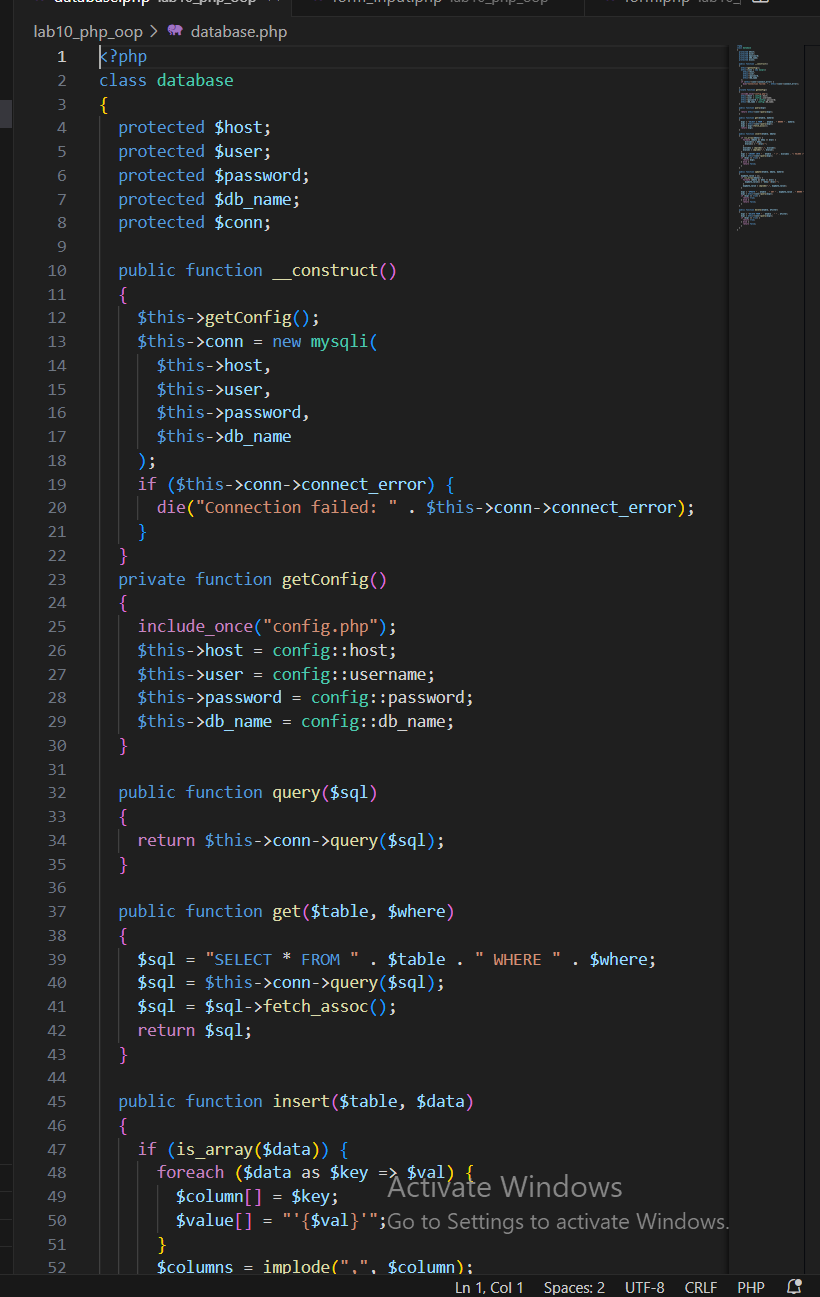 database.php lab10_php_oop
form_input.php lab10_php_oop
form.php lab10_
lab10_php_oop > database.php
1 <?php
2 class database
3 {
4 protected $host;
5 protected $user;
6 protected $password;
7 protected $db_name;
8 protected $conn;
9
10 public function __construct()
11 {
12 $this->getConfig();
13 $this->conn = new mysqli(
14 $this->host,
15 $this->user,
16 $this->password,
17 $this->db_name
18 );
19 if ($this->conn->connect_error) {
20 die("Connection failed: " . $this->conn->connect_error);
21 }
22 }
23 private function getConfig()
24 {
25 include_once("config.php");
26 $this->host = config::host;
27 $this->user = config::username;
28 $this->password = config::password;
29 $this->db_name = config::db_name;
30 }
31
32 public function query($sql)
33 {
34 return $this->conn->query($sql);
35 }
36
37 public function get($table, $where)
38 {
39 $sql = "SELECT * FROM " . $table . " WHERE " . $where;
40 $sql = $this->conn->query($sql);
41 $sql = $sql->fetch_assoc();
42 return $sql;
43 }
44
45 public function insert($table, $data)
46 {
47 if (is_array($data)) {
48 foreach ($data as $key => $val) {
49 $column[] = $key;
50 $value[] = "'{$val}'";
51 }
52 $columns = implode(",", $column);
Activate Windows
Go to Settings to activate Windows.
Ln 1, Col 1 Spaces: 2 UTF-8 CRLF PHP